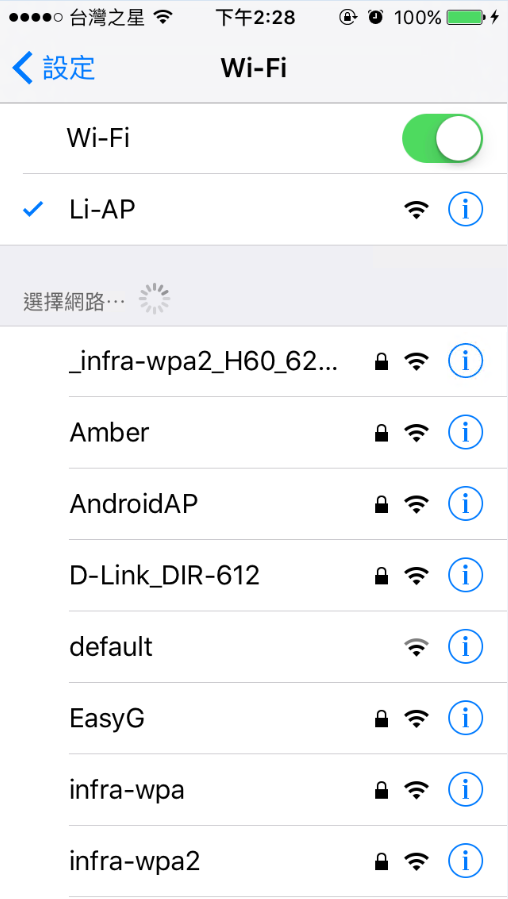 台灣之星 下午2:28 100%
設定 Wi-Fi
Wi-Fi
Li-AP
選擇網路⋯
_infra-wpa2_H60_62...
Amber
AndroidAP
D-Link_DIR-612
default
EasyG
infra-wpa
infra-wpa2